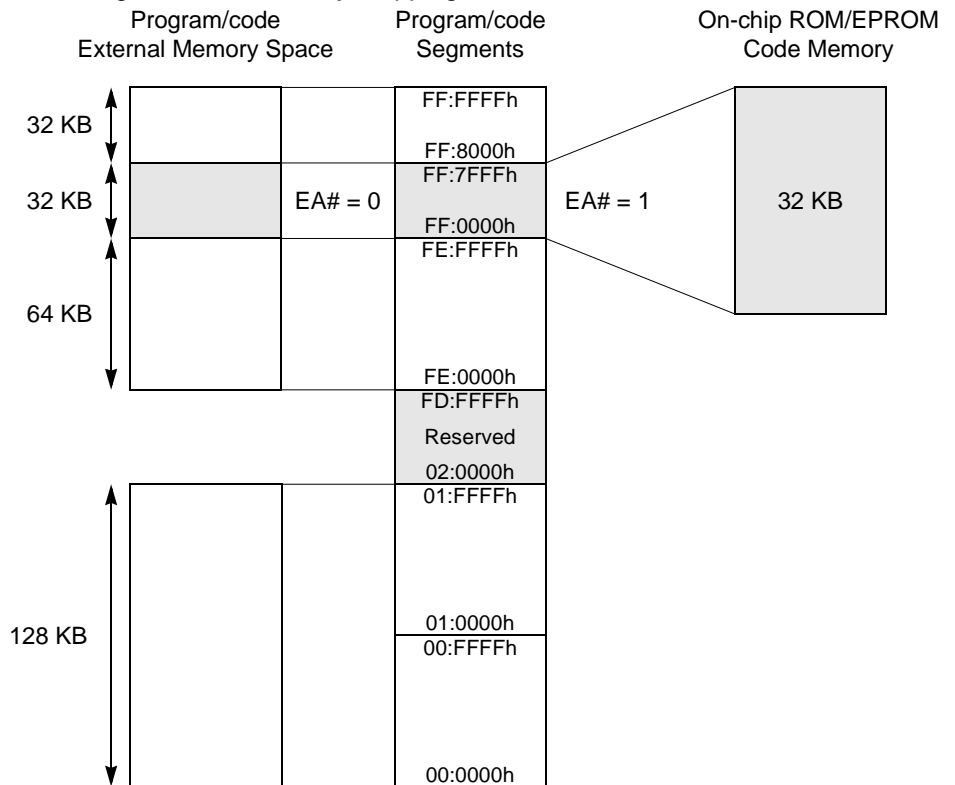 Program/code
External Memory Space
Program/code
Segments
On-chip ROM/EPROM
Code Memory
32 KB
FF:FFFFh
FF:8000h
32 KB
EA# = 0
FF:7FFFh
FF:0000h
EA# = 1
32 KB
64 KB
FE:FFFFh
FE:0000h
FD:FFFFh
Reserved
02:0000h
128 KB
01:FFFFh
01:0000h
00:FFFFh
00:0000h